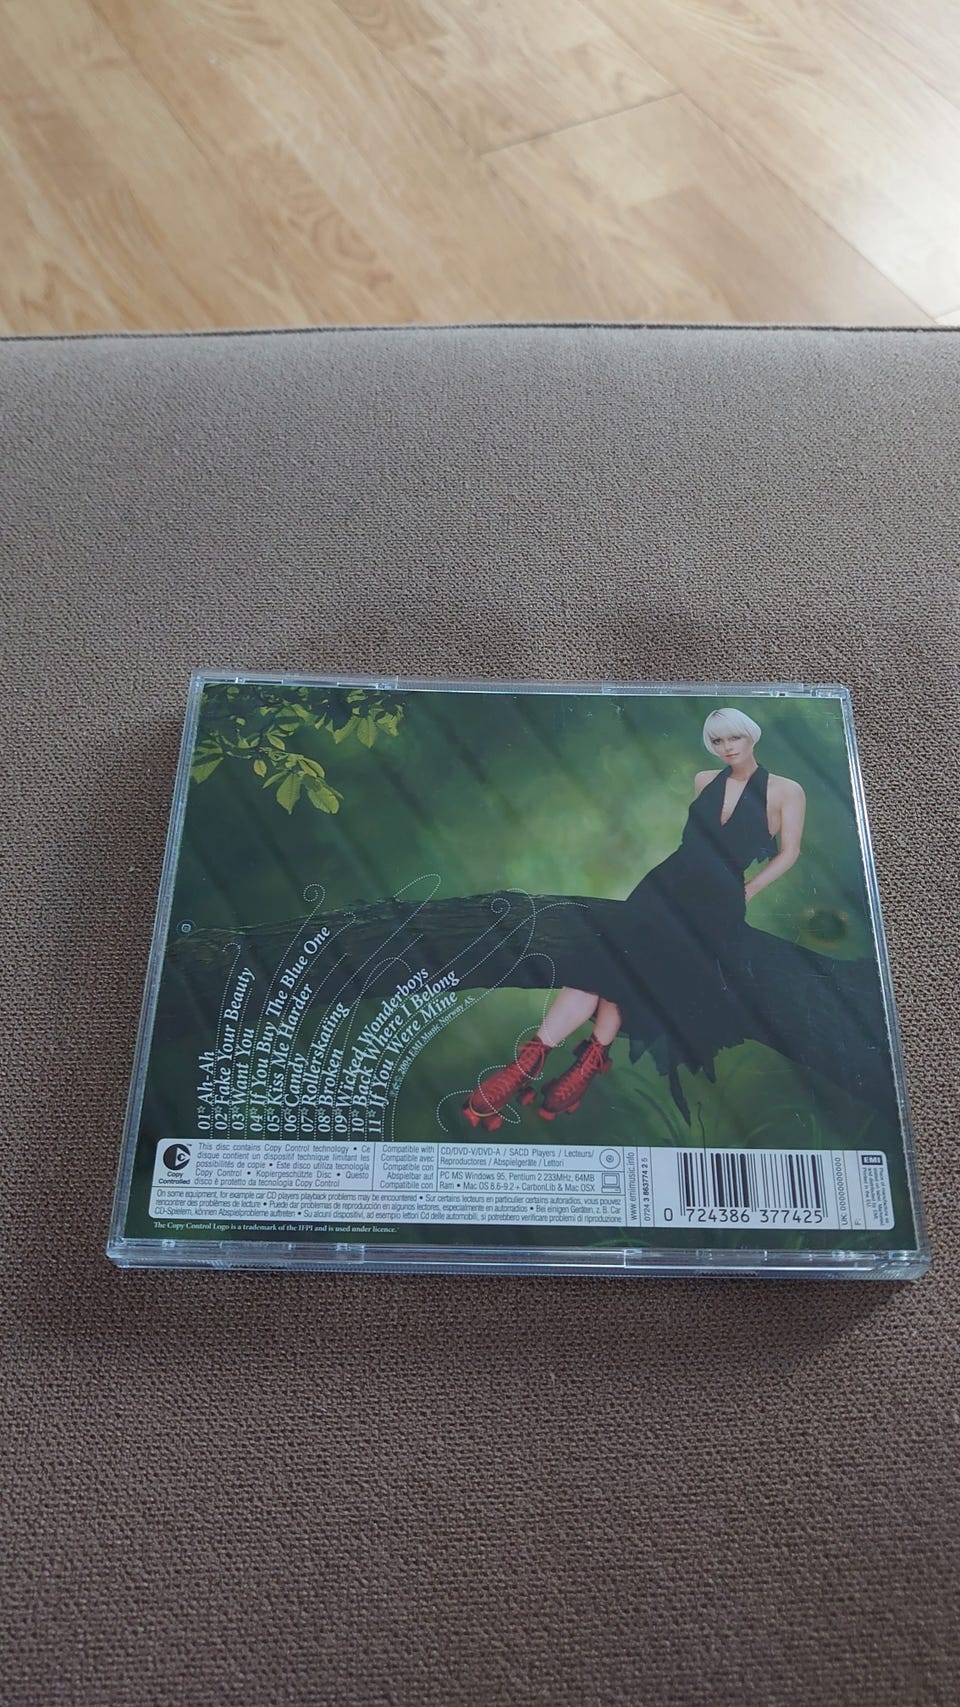 01 Ah-Ah
02 Fake Your Beauty
03 Want You
04 If You Buy The Blue One
05 Kiss Me Harder
06 Candy
07 Rollerskating
08 Broken
09 Wicked Wonderboys
10 Back Where I Belong
11 If You Were Mine
2004 EMI Music Norway AS.
Copy
Controlled
This disc contains Copy Control technology • Ce
disque contient un dispositif technique limitant les
possibilités de copie • Este disco utiliza tecnología
Copy Control • Kopiergeschützte Disc • Questo
disco è protetto da tecnologia Copy Control
Compatible with
Compatible avec
Compatible con
Abspielbar auf
Compatibile con
CD/DVD-V/DVD-A / SACD Players / Lecteurs/
Reproductores / Abspielgeräte / Lettori
PC MS Windows 95, Pentium 2 233MHz, 64MB
Ram • Mac OS 8.6-9.2 + CarbonLib & Mac OSX
On some equipment, for example car CD players playback problems may be encountered • Sur certains lecteurs en particulier certains autoradios, vous pouvez
rencontrer des problèmes de lecture • Puede dar problemas de reproducción en algunos lectores, especialmente en autorradios • Bei einigen Geräten, z. B. Car
CD-Spielern, können Abspielprobleme auftreten • Su alcuni dispositivi, ad esempio lettori Cd delle automobili, si potrebbero verificare problemi di riproduzione
The Copy Control Logo is a trademark of the IFPI and is used under licence.
www.emimusic.info
0724 3 863774 2 5
0 724386 377425
UK: 0000000000000
F:
EMI